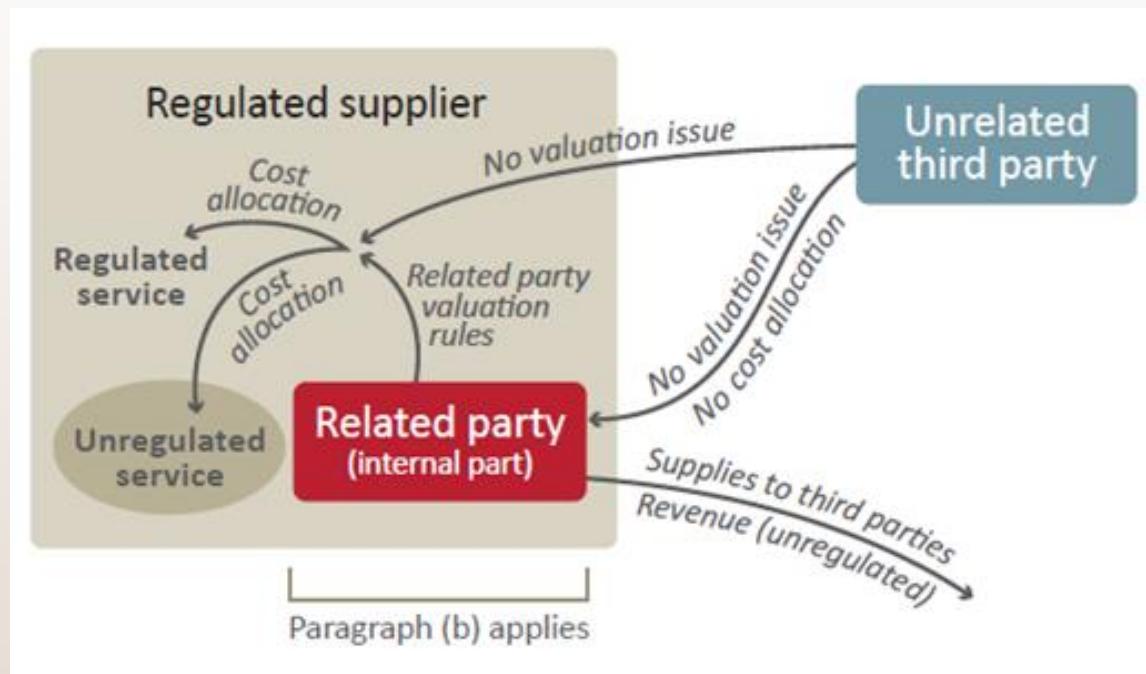 Regulated supplier
Unrelated
third party
No valuation issue
Cost
allocation
Regulated
service
Cost
allocation
Related party
valuation
rules
No valuation issue
No cost allocation
Unregulated
service
Related party
(internal part)
Supplies to third parties
Revenue (unregulated)
Paragraph (b) applies